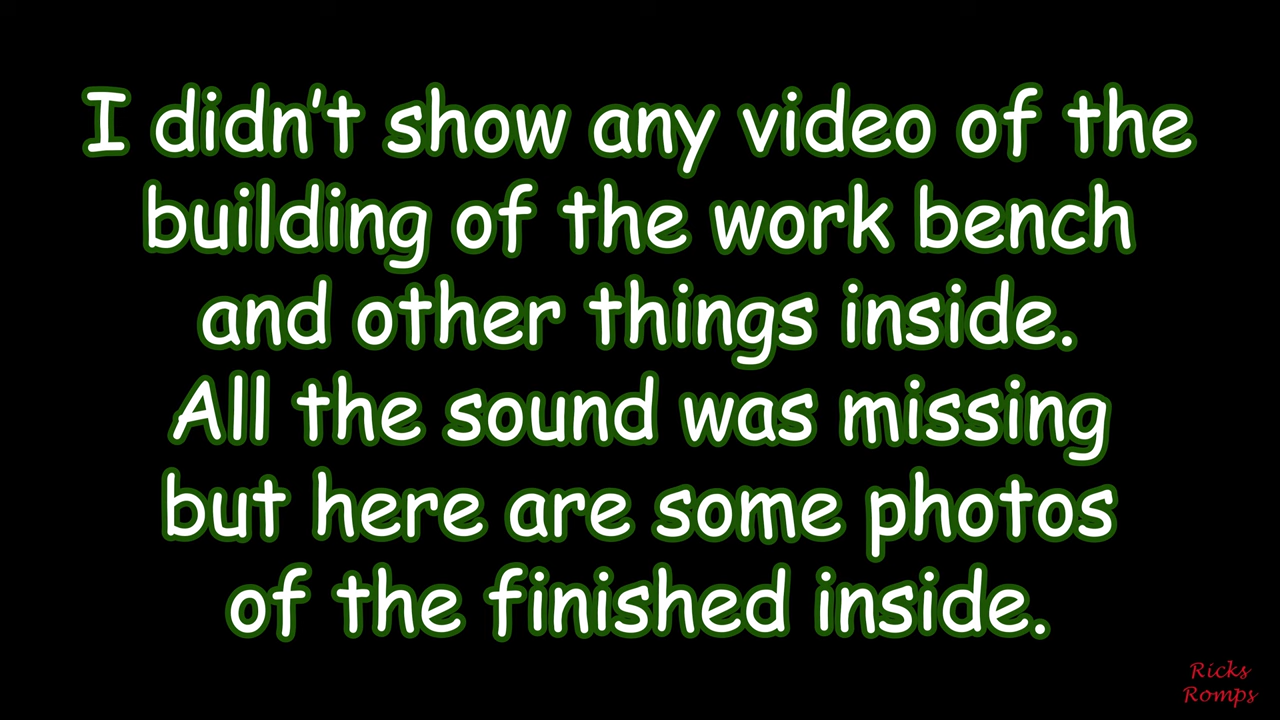 I didn't show any video of the
building of the work bench
and other things inside.
All the sound was missing
but here are some photos
of the finished inside.
Ricks
Romps